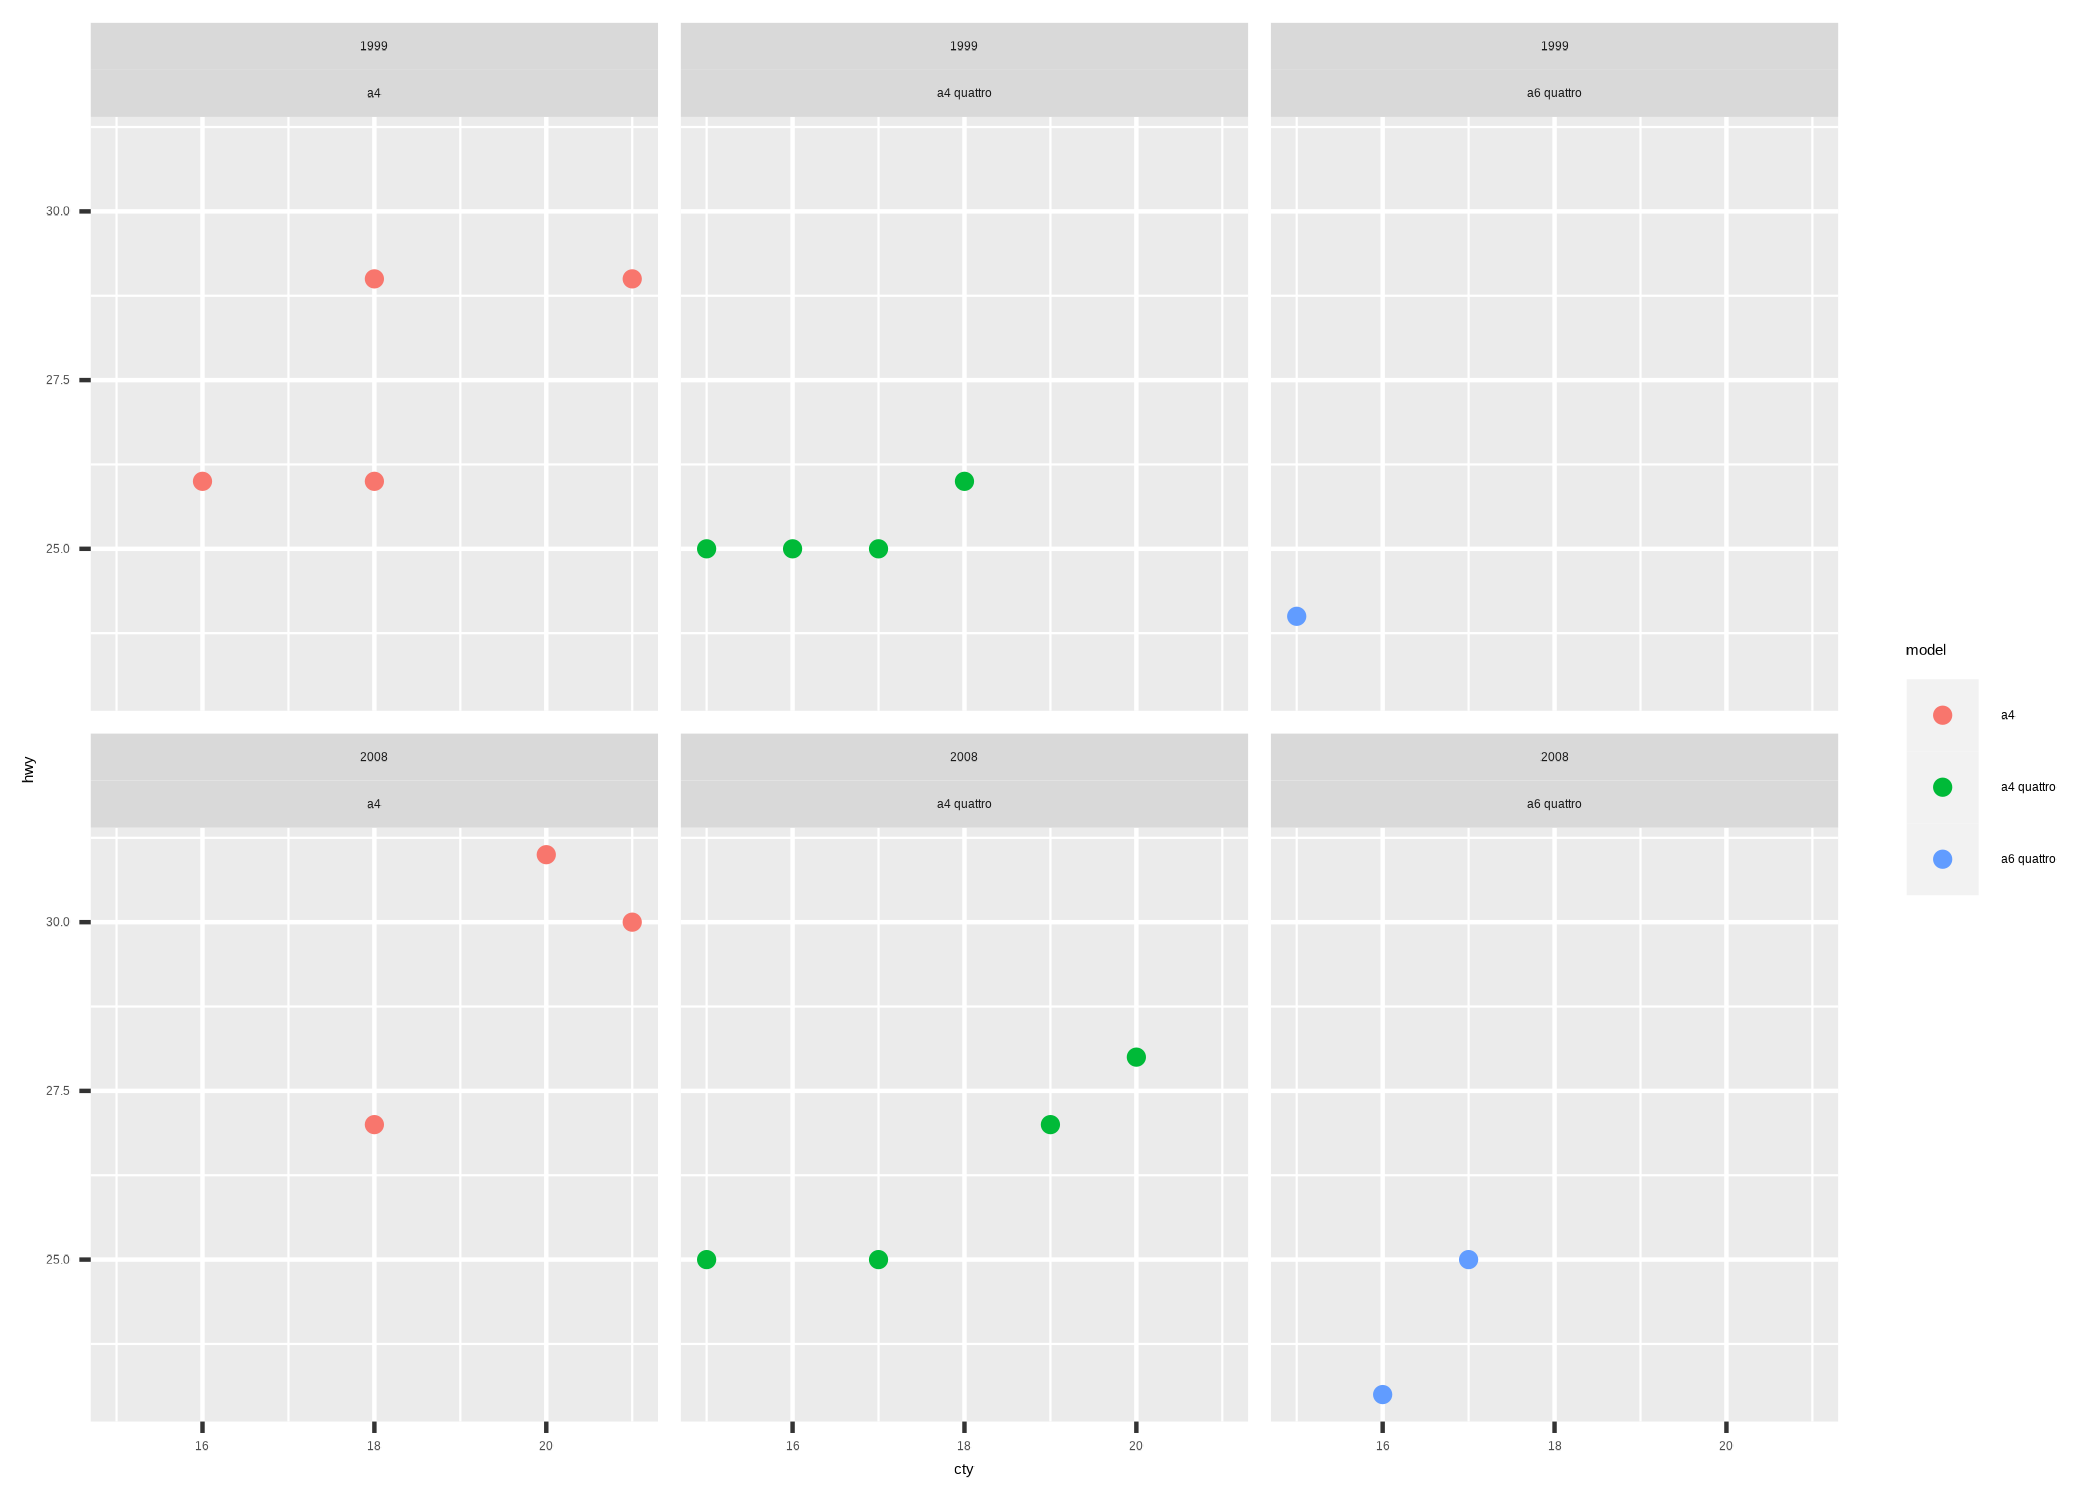 1999 1999 1999
a4 a4 quattro a6 quattro
30.0
27.5
25.0
hwy
2008 2008 2008
a4 a4 quattro a6 quattro
30.0
27.5
25.0
16 18 20 16 18 20 16 18 20
cty
model
a4
a4 quattro
a6 quattro